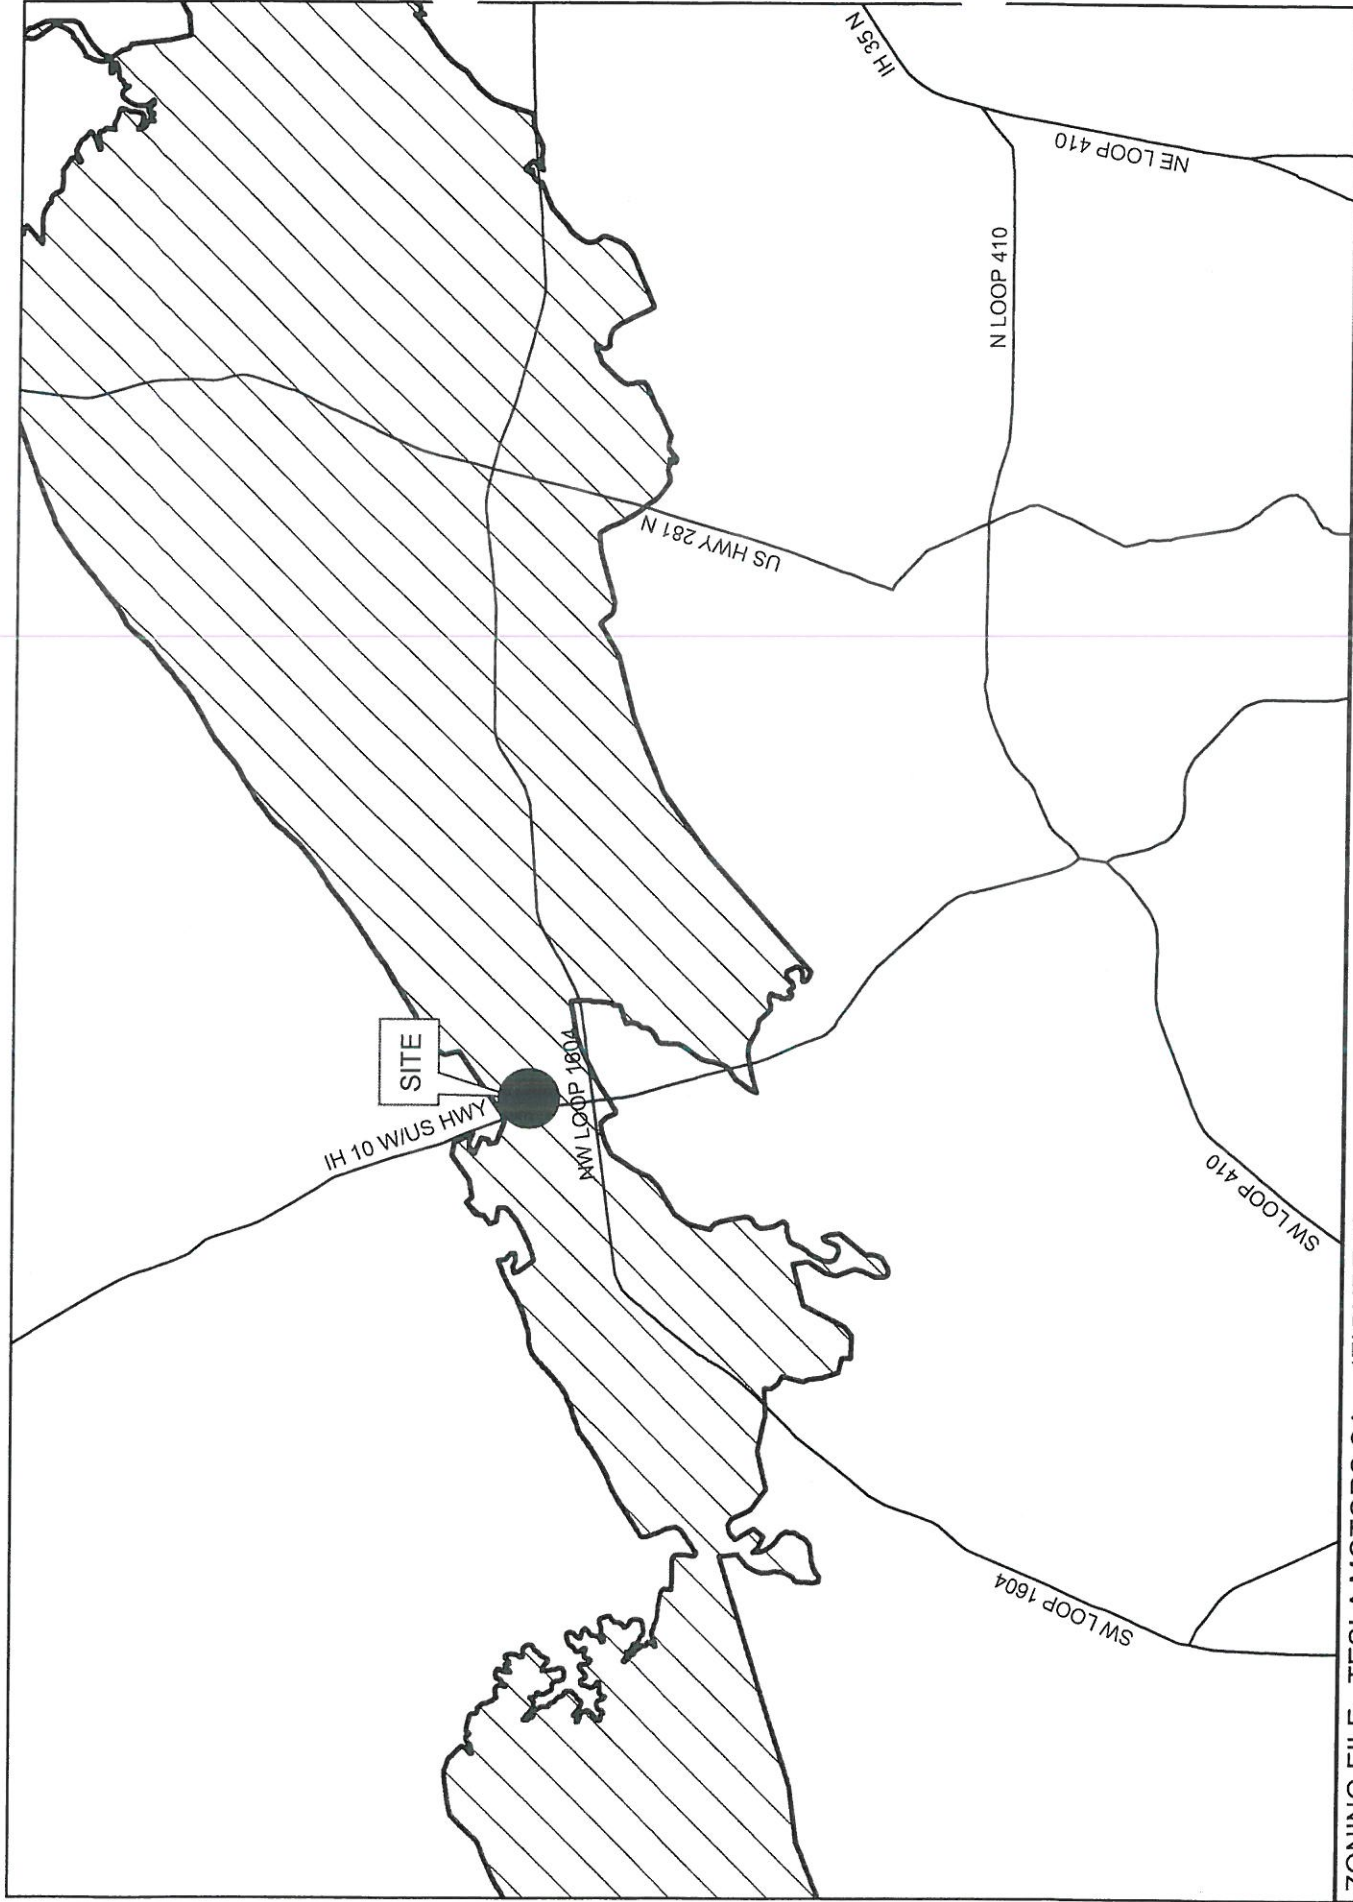 SITE
IH 10 W/US HWY
NW LOOP 1604
US HWY 281 N
IH 35 N
NE LOOP 410
N LOOP 410
SW LOOP 410
SW LOOP 1604
ZONING FILE TESLA MOTORS